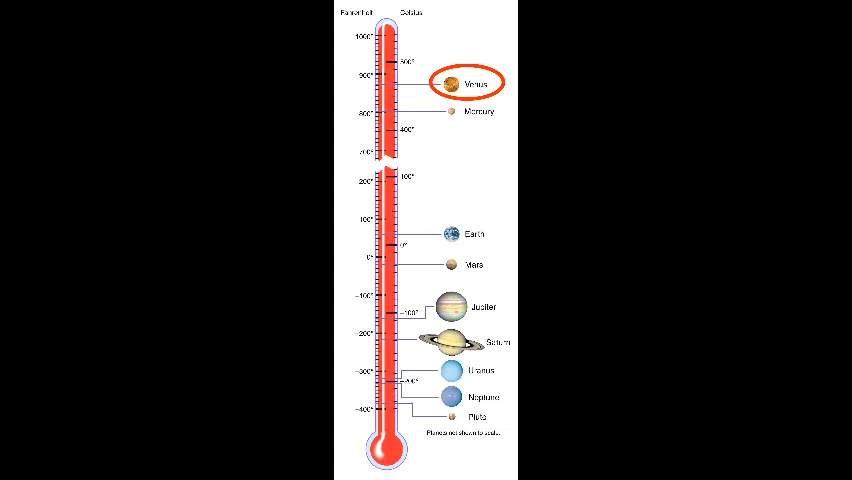 Fahrenheit Celsius
1000°
500°
900°
Venus
800°
Mercury
400°
700°
200°
100°
100°
Earth
0°
0°
Mars
−100°
Jupiter
−100°
−200°
Saturn
−300°
Uranus
−200°
Neptune
−400°
Pluto
Planets not shown to scale.